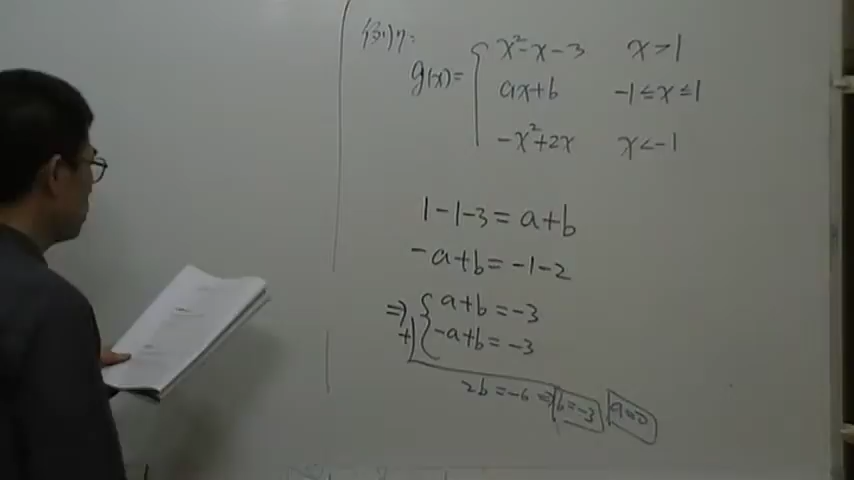 例7:
g(x)= { x²-x-3 x>1
ax+b -1≤x≤1
-x²+2x x<-1
1-1-3=a+b
-a+b=-1-2
⇒ { a+b=-3
+ -a+b=-3
2b=-6 ⇒ b=-3 a=0